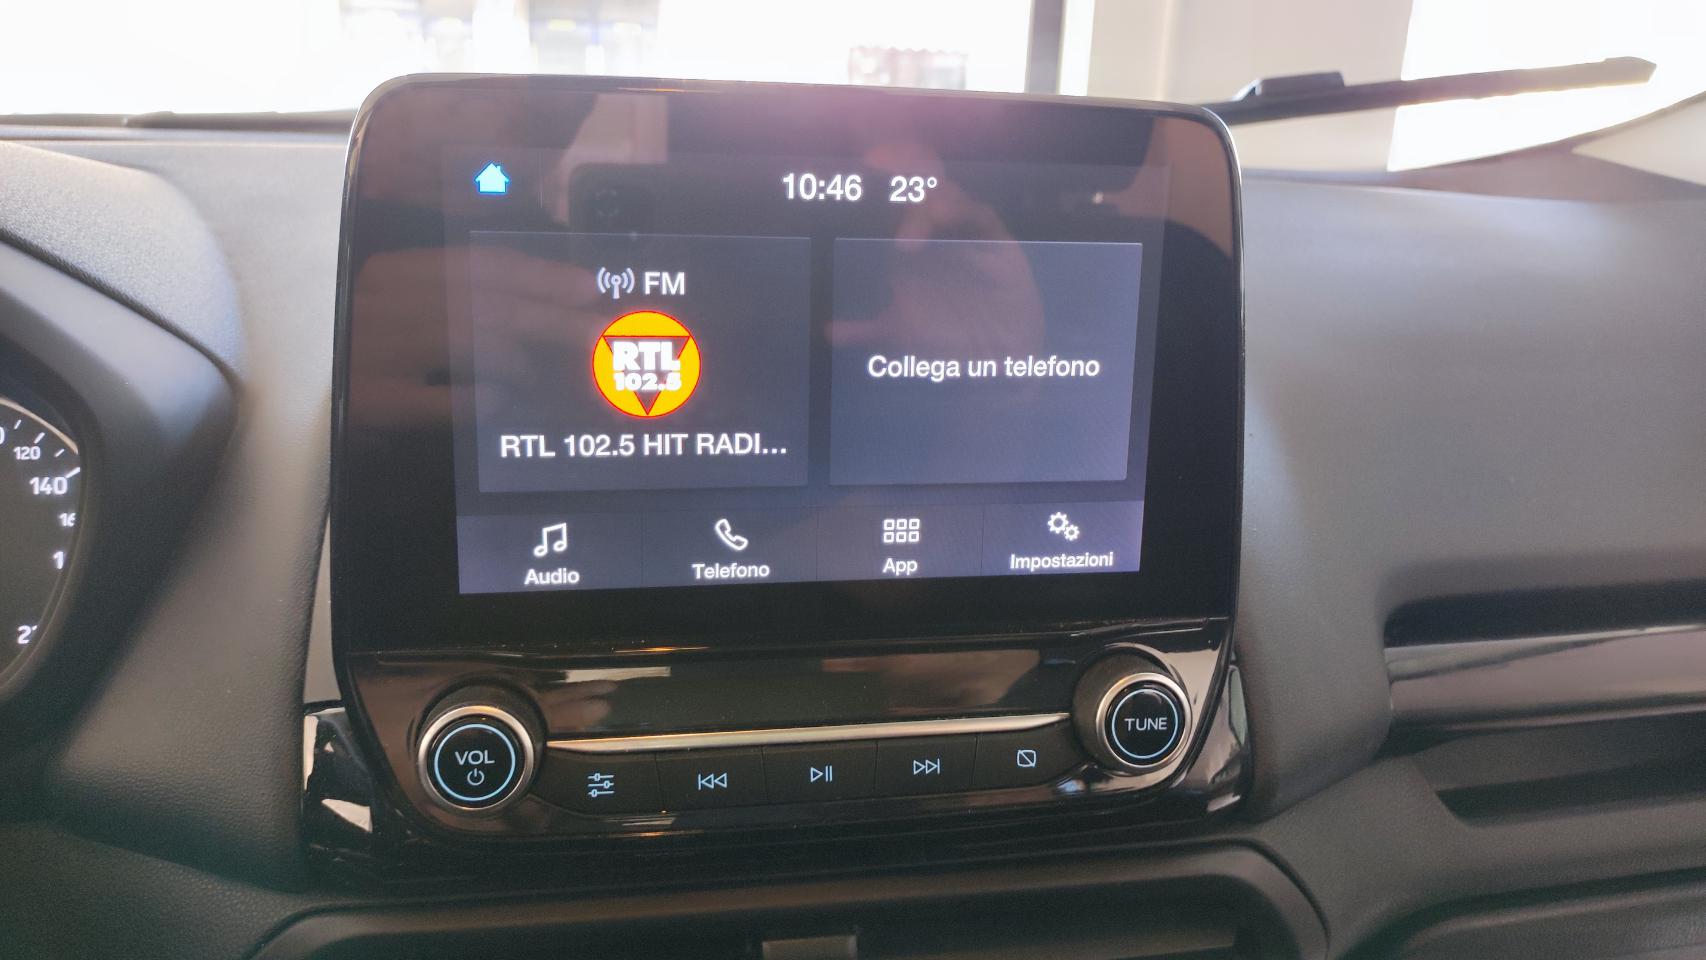 10:46 23°
FM
RTL
102.5
RTL 102.5 HIT RADI...
Collega un telefono
Audio
Telefono
App
Impostazioni
VOL
TUNE
120
140